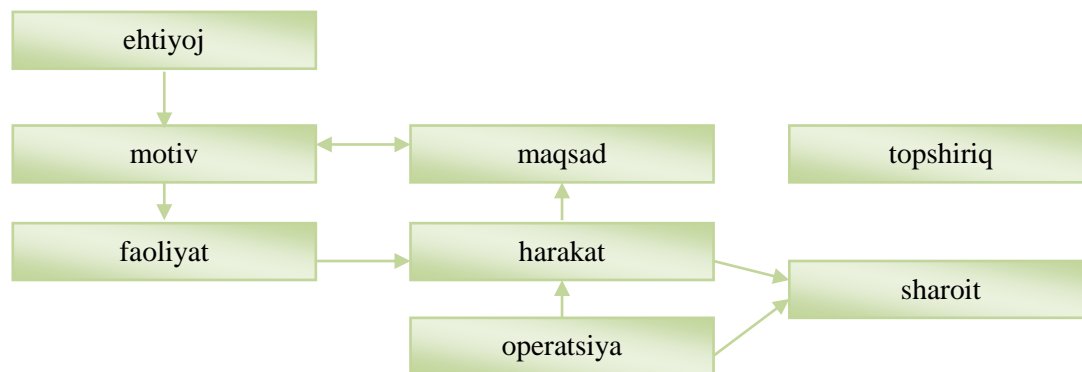 ehtiyoj
motiv
maqsad
topshiriq
faoliyat
harakat
sharoit
operatsiya